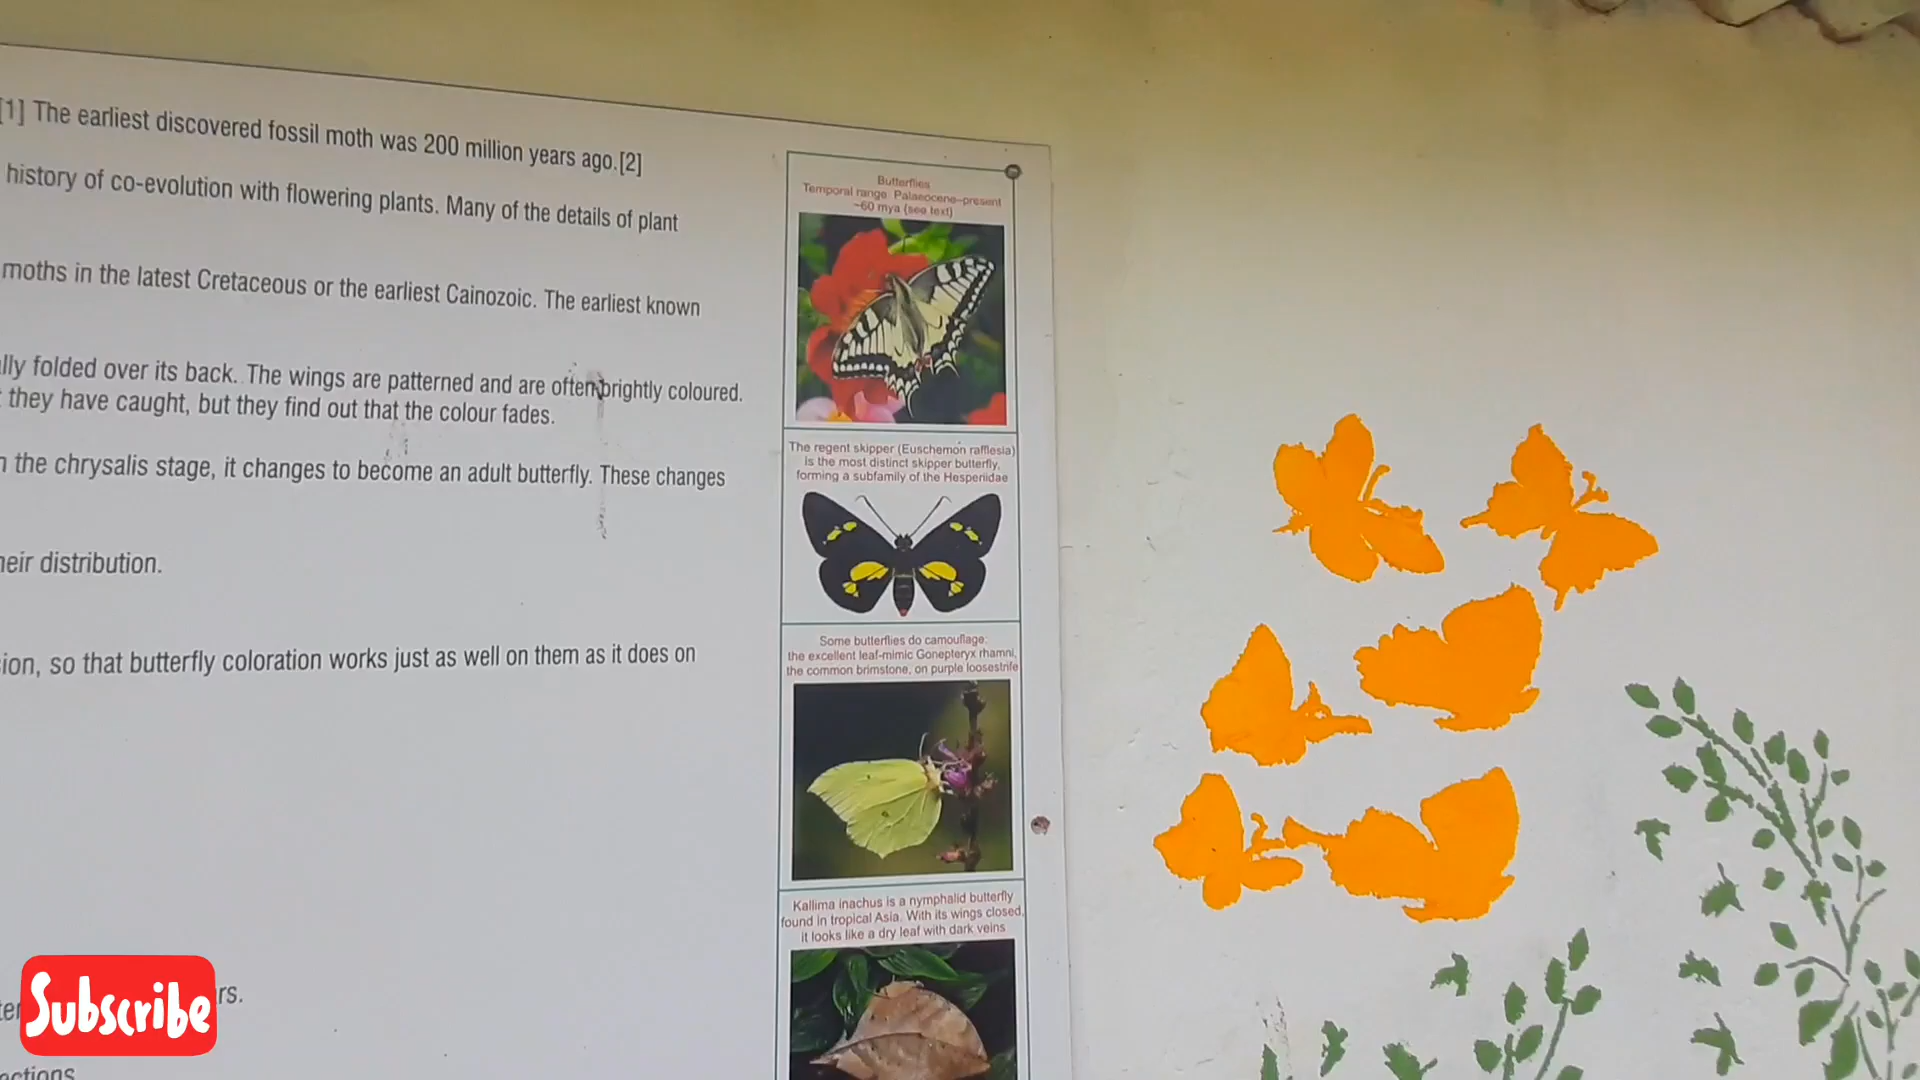 [1] The earliest discovered fossil moth was 200 million years ago.[2]
history of co-evolution with flowering plants. Many of the details of plant
moths in the latest Cretaceous or the earliest Cainozoic. The earliest known
lly folded over its back. The wings are patterned and are often brightly coloured.
they have caught, but they find out that the colour fades.
n the chrysalis stage, it changes to become an adult butterfly. These changes
heir distribution.
ion, so that butterfly coloration works just as well on them as it does on
rs.
Butterflies
Temporal range: Palaeocene–present
~60 mya (see text)
The regent skipper (Euschemon rafflesia)
is the most distinct skipper butterfly,
forming a subfamily of the Hesperiidae
Some butterflies do camouflage:
the excellent leaf-mimic Gonepteryx rhamni,
the common brimstone, on purple loosestrife
Kallima inachus is a nymphalid butterfly
found in tropical Asia. With its wings closed,
it looks like a dry leaf with dark veins
Subscribe